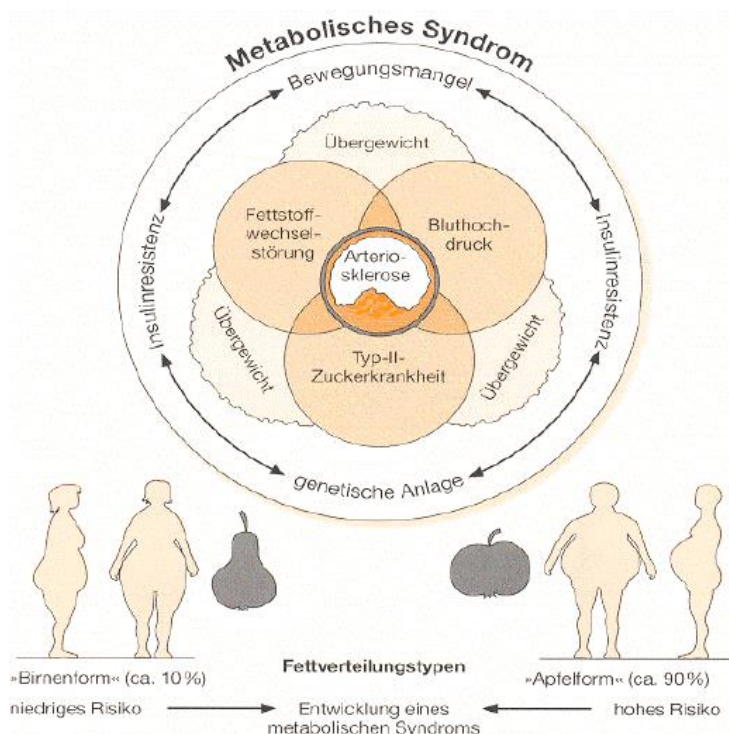 Metabolisches Syndrom
Bewegungsmangel
Übergewicht
Fettstoff-
wechsel-
störung
Bluthoch-
druck
Arterio-
sklerose
Insulinresistenz
Insulinresistenz
Übergewicht
Typ-II-
Zuckerkrankheit
Übergewicht
genetische Anlage
Fettverteilungstypen
»Birnenform« (ca. 10 %)
»Apfelform« (ca. 90 %)
niedriges Risiko
Entwicklung eines
metabolischen Syndroms
hohes Risiko